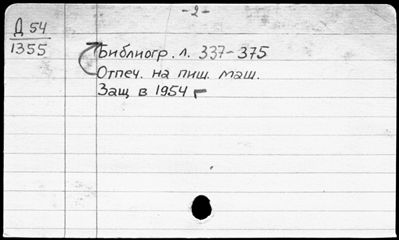 -2-
Д 54
1355
Библиогр. л. 337-375
Отпеч. на пиш. маш.
Защ в 1954 г